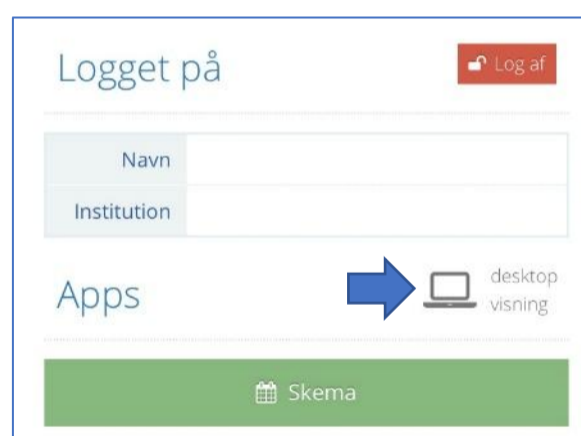 Logget på
Log af
Navn
Institution
Apps
desktop
visning
Skema